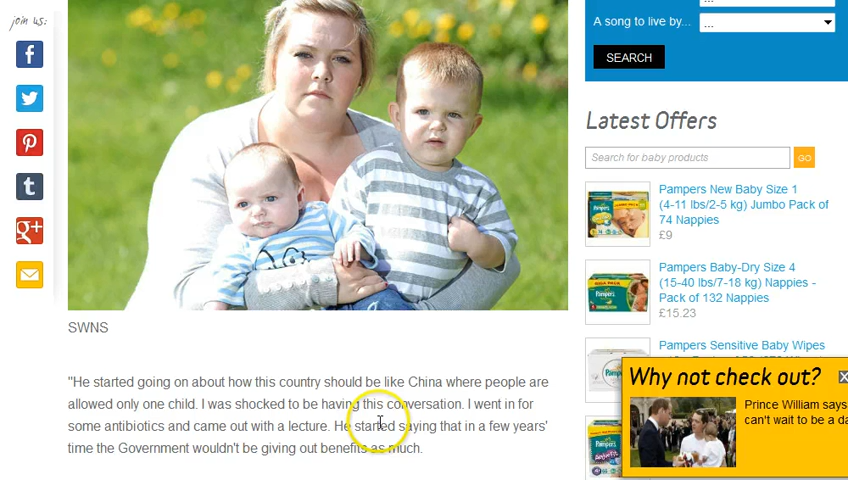 join us:
...
A song to live by...
...
SEARCH
Latest Offers
Search for baby products
GO
Pampers New Baby Size 1
(4-11 lbs/2-5 kg) Jumbo Pack of
74 Nappies
£9
Pampers Baby-Dry Size 4
(15-40 lbs/7-18 kg) Nappies -
Pack of 132 Nappies
£15.23
Pampers Sensitive Baby Wipes
Why not check out?
Prince William says
can't wait to be a da
SWNS
"He started going on about how this country should be like China where people are
allowed only one child. I was shocked to be having this conversation. I went in for
some antibiotics and came out with a lecture. He started saying that in a few years'
time the Government wouldn't be giving out benefits as much.